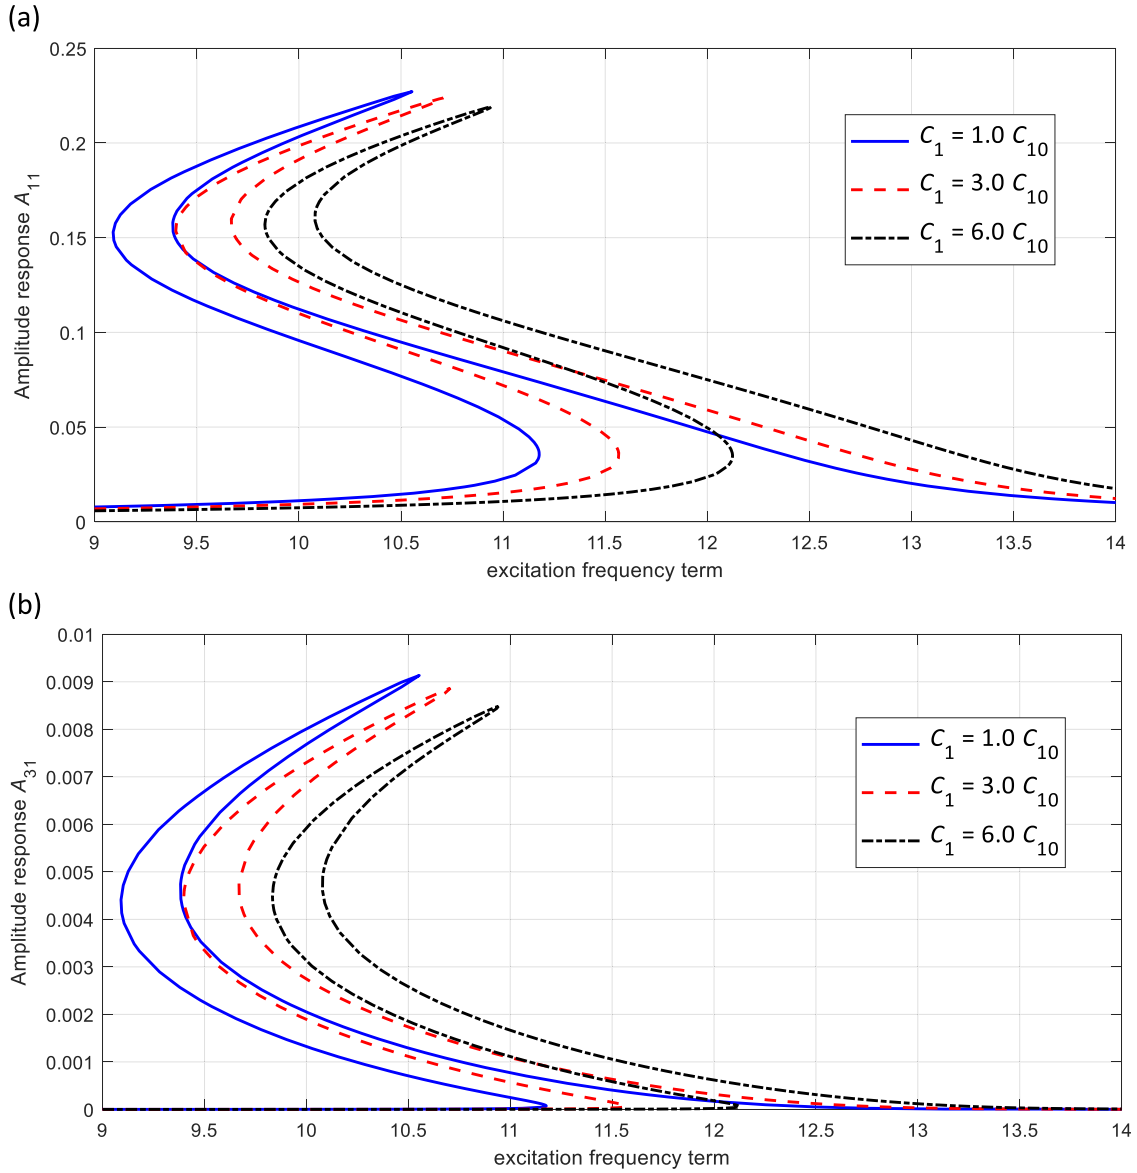 (a)
0.25
0.2
0.15
0.1
0.05
0
Amplitude response A11
C1 = 1.0 C10
C1 = 3.0 C10
C1 = 6.0 C10
9 9.5 10 10.5 11 11.5 12 12.5 13 13.5 14
excitation frequency term
(b)
0.01
0.009
0.008
0.007
0.006
0.005
0.004
0.003
0.002
0.001
0
Amplitude response A31
C1 = 1.0 C10
C1 = 3.0 C10
C1 = 6.0 C10
9 9.5 10 10.5 11 11.5 12 12.5 13 13.5 14
excitation frequency term